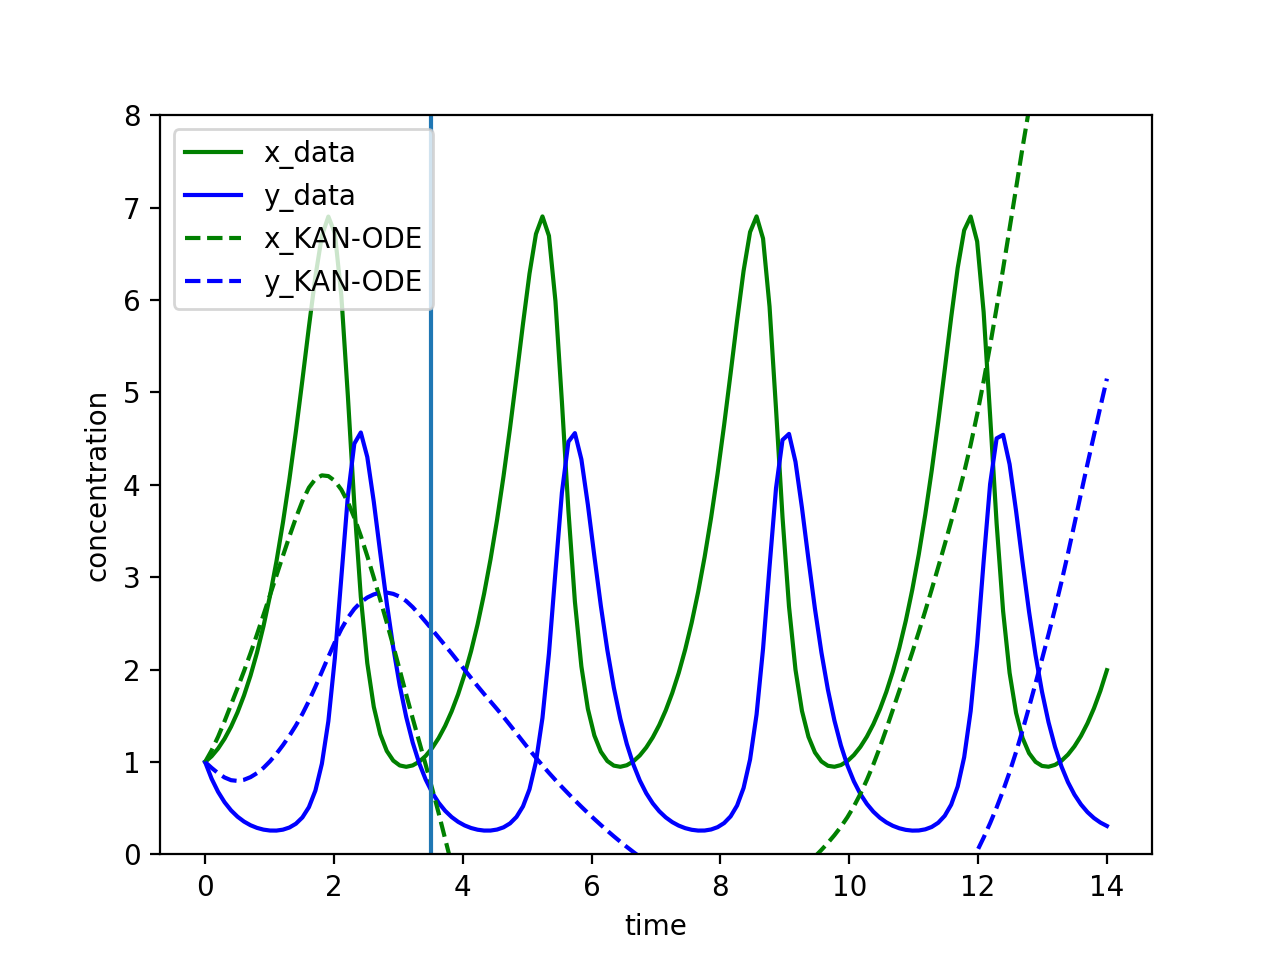 8
7
6
5
4
3
2
1
0
concentration
x_data
y_data
x_KAN-ODE
y_KAN-ODE
0 2 4 6 8 10 12 14
time